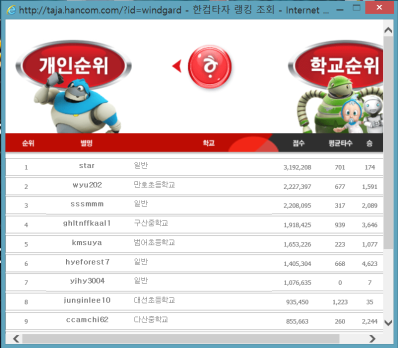 http://taja.hancom.com/?id=windgard - 한컴타자 랭킹 조회 - Internet ...
개인순위
학교순위
순위 별명 학교 점수 평균타수 승
1 star 일반 3,192,208 701 174
2 wyu202 만호초등학교 2,227,397 677 1,591
3 sssmmm 일반 2,208,095 317 2,089
4 ghltnffkaal1 구산중학교 1,918,425 939 3,646
5 kmsuya 범어초등학교 1,653,226 223 1,077
6 hyeforest7 일반 1,405,304 668 4,623
7 yjhy3004 일반 1,076,635 0 7
8 junginlee10 대선초등학교 935,450 1,223 35
9 ccamchi62 다산중학교 855,663 260 2,244